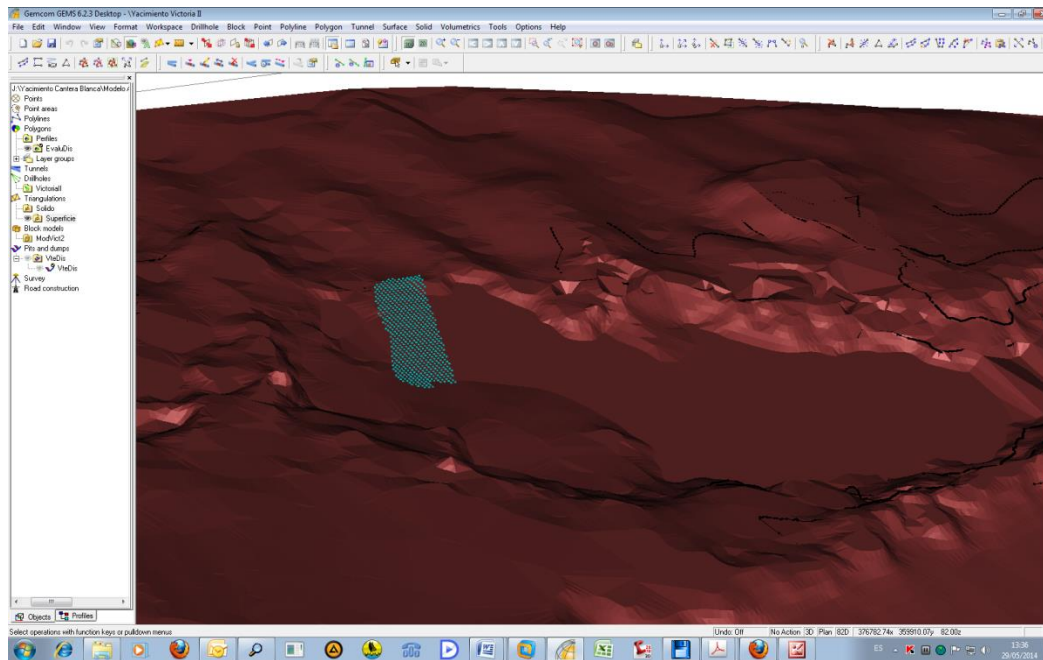 Gemcom GEMS 6.2.3 Desktop - \Yacimiento Victoria II
File Edit Window View Format Workspace Drillhole Block Point Polyline Polygon Tunnel Surface Solid Volumetrics Tools Options Help
J:\Yacimiento Cantera Blanca\Modelo
Points
Point areas
Polylines
Polygons
Perfiles
EvaluDis
Layer groups
Tunnels
Drillholes
VictoriaII
Triangulations
Solido
Superficie
Block models
ModVict2
Pits and dumps
VteDis
VteDis
Survey
Road construction
Objects Profiles
Select operations with function keys or pulldown menus Undo: Off No Action 3D Plan 82D 376782.74x 359910.07y 82.00z
ES 13:36
29/05/2014